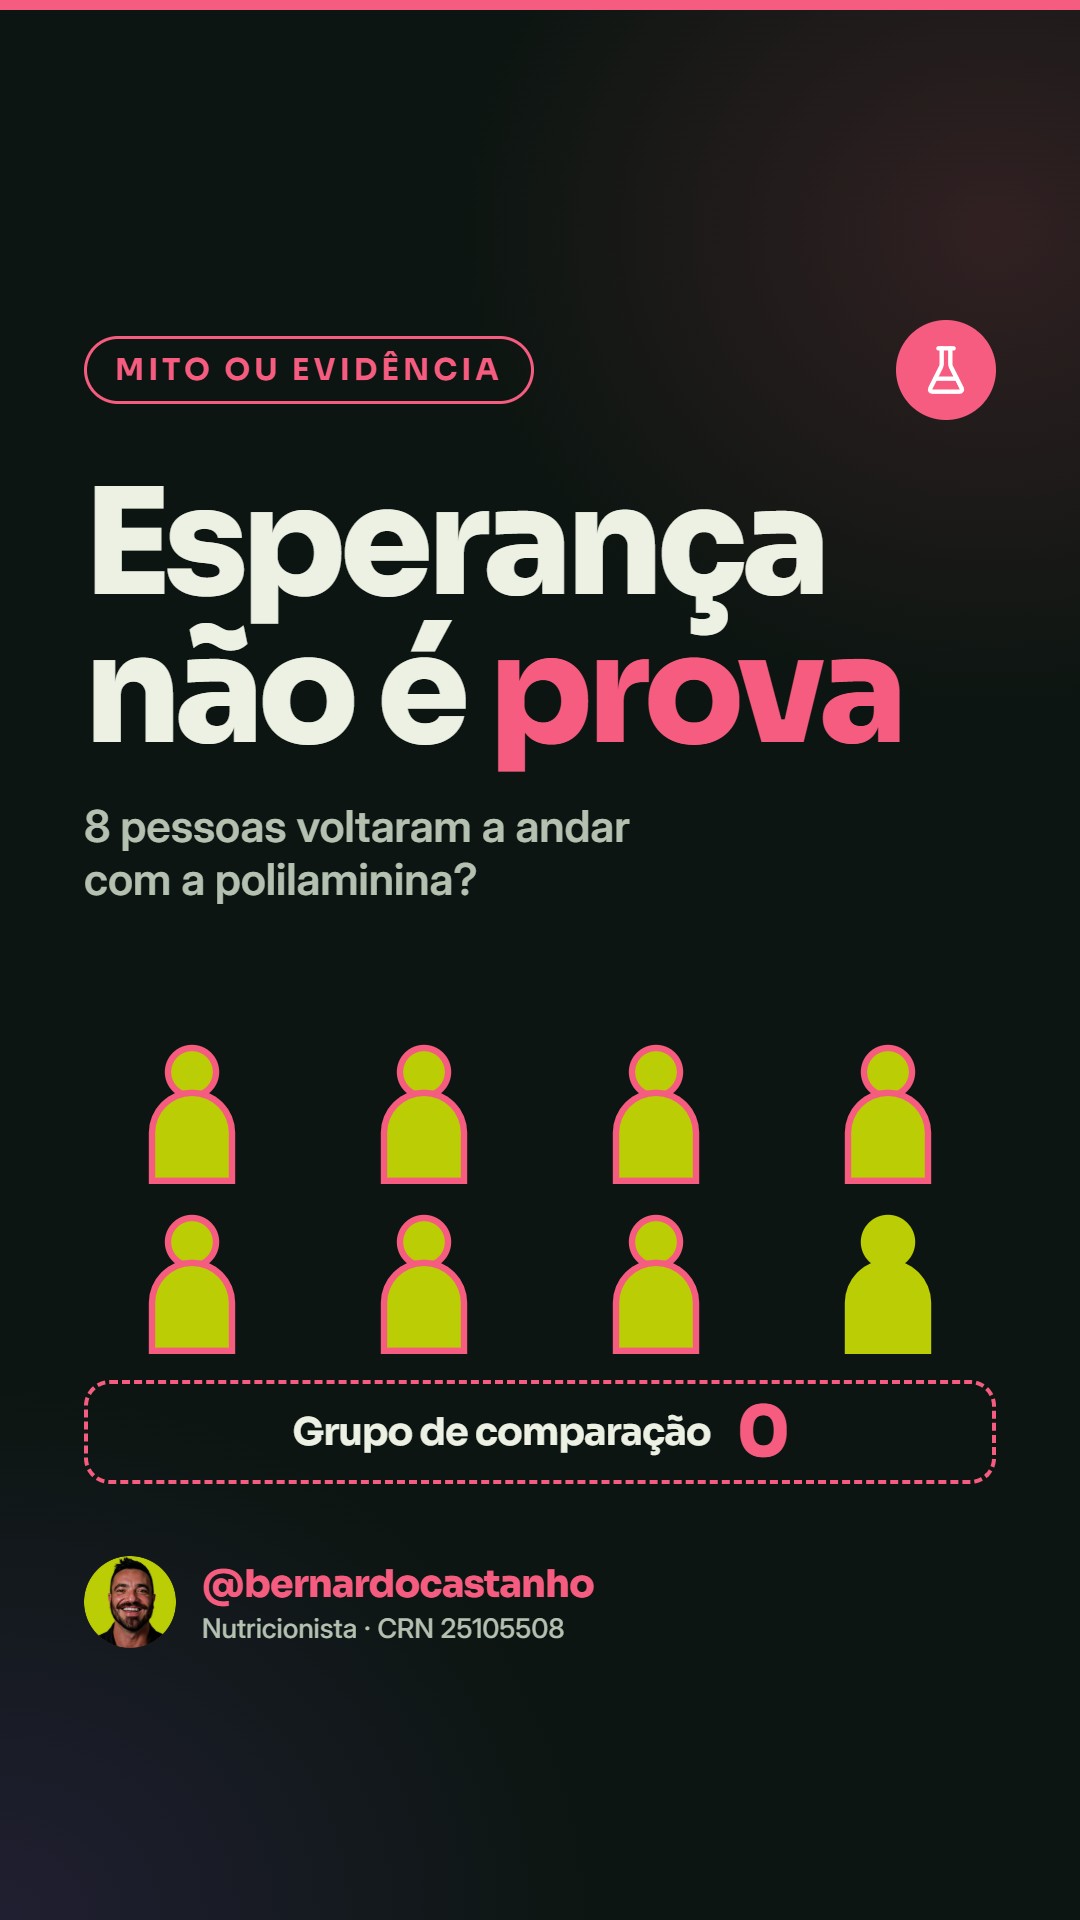 MITO OU EVIDÊNCIA
Esperança
não é prova
8 pessoas voltaram a andar
com a polilaminina?
Grupo de comparação 0
@bernardocastanho
Nutricionista · CRN 25105508